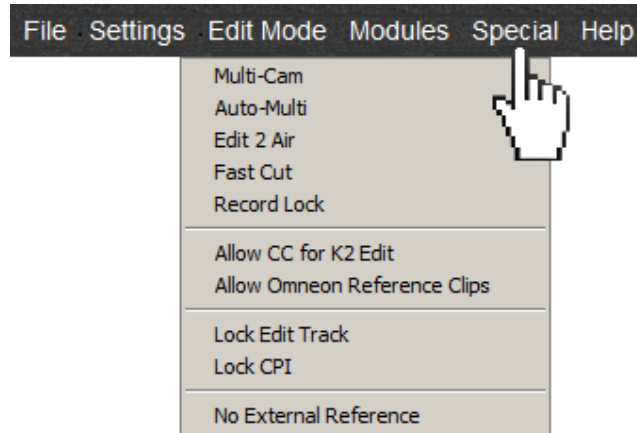 File Settings Edit Mode Modules Special Help
Multi-Cam
Auto-Multi
Edit 2 Air
Fast Cut
Record Lock
Allow CC for K2 Edit
Allow Omneon Reference Clips
Lock Edit Track
Lock CPI
No External Reference